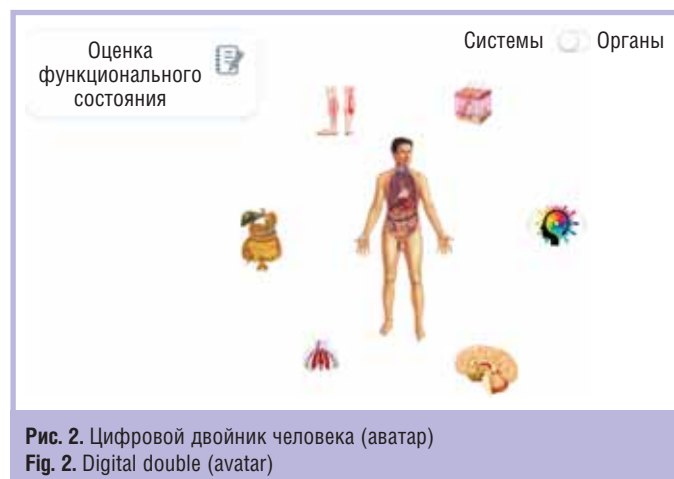 Оценка
функционального
состояния
Системы Органы
Рис. 2. Цифровой двойник человека (аватар)
Fig. 2. Digital double (avatar)